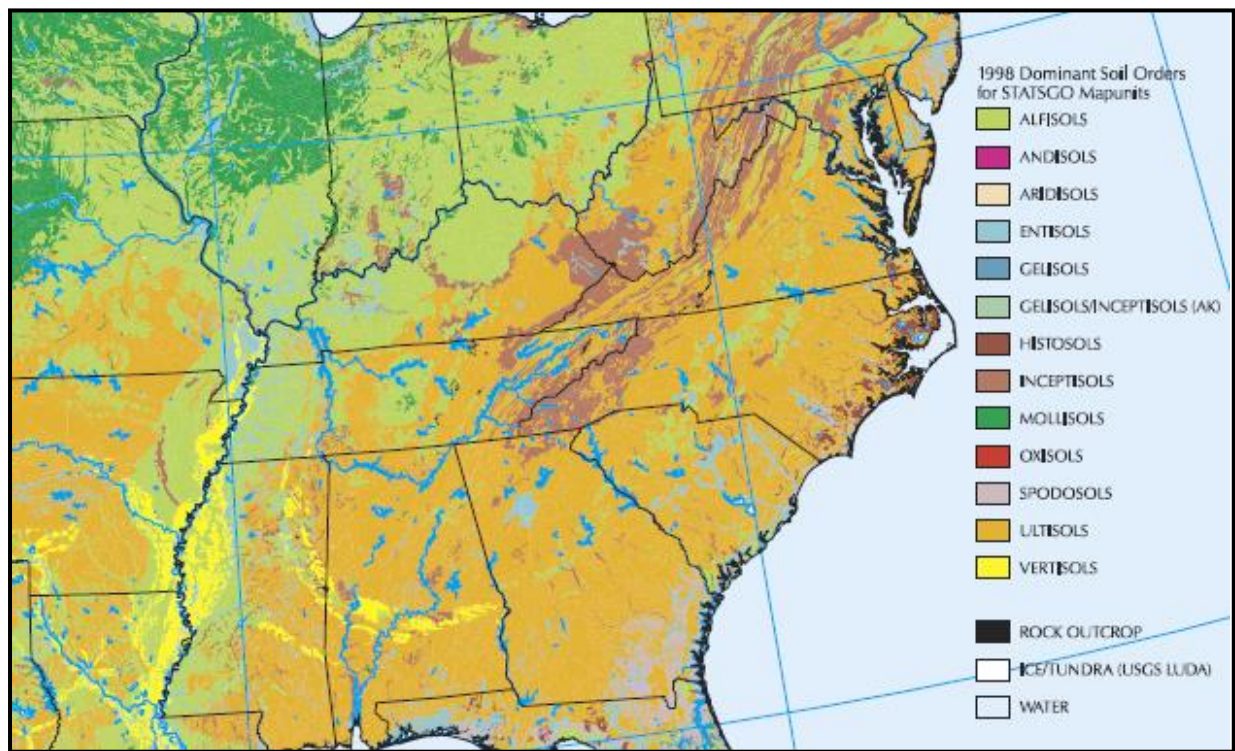 1998 Dominant Soil Orders
for STATSGO Mapunits
ALFISOLS
ANDISOLS
ARIDISOLS
ENTISOLS
GELISOLS
GELISOLS/INCEPTISOLS (AK)
HISTOSOLS
INCEPTISOLS
MOLLISOLS
OXISOLS
SPODOSOLS
ULTISOLS
VERTISOLS
ROCK OUTCROP
ICE/TUNDRA (USGS LUDA)
WATER